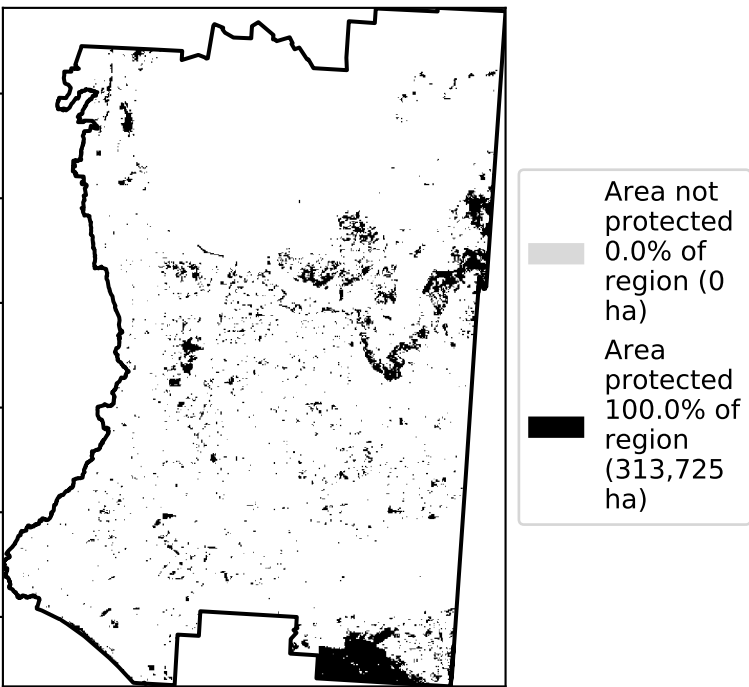 Area not
protected
0.0% of
region (0
ha)
Area
protected
100.0% of
region
(313,725
ha)